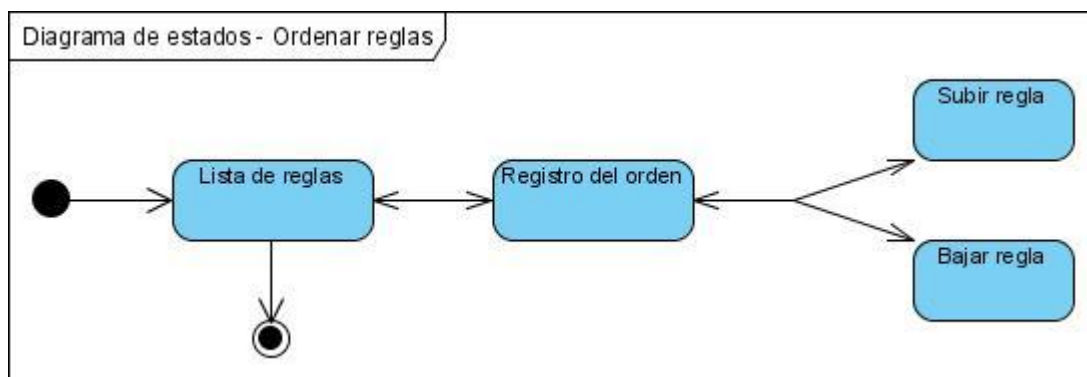 Diagrama de estados - Ordenar reglas
Subir regla
Lista de reglas
Registro del orden
Bajar regla